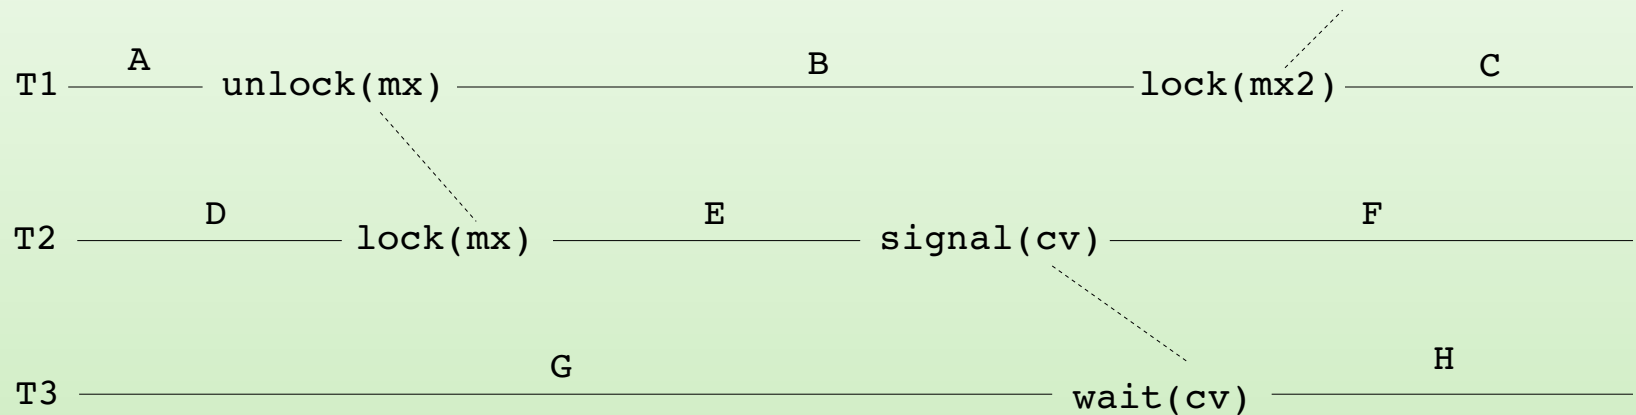 A B C
T1 unlock(mx) lock(mx2)
D E F
T2 lock(mx) signal(cv)
G H
T3 wait(cv)